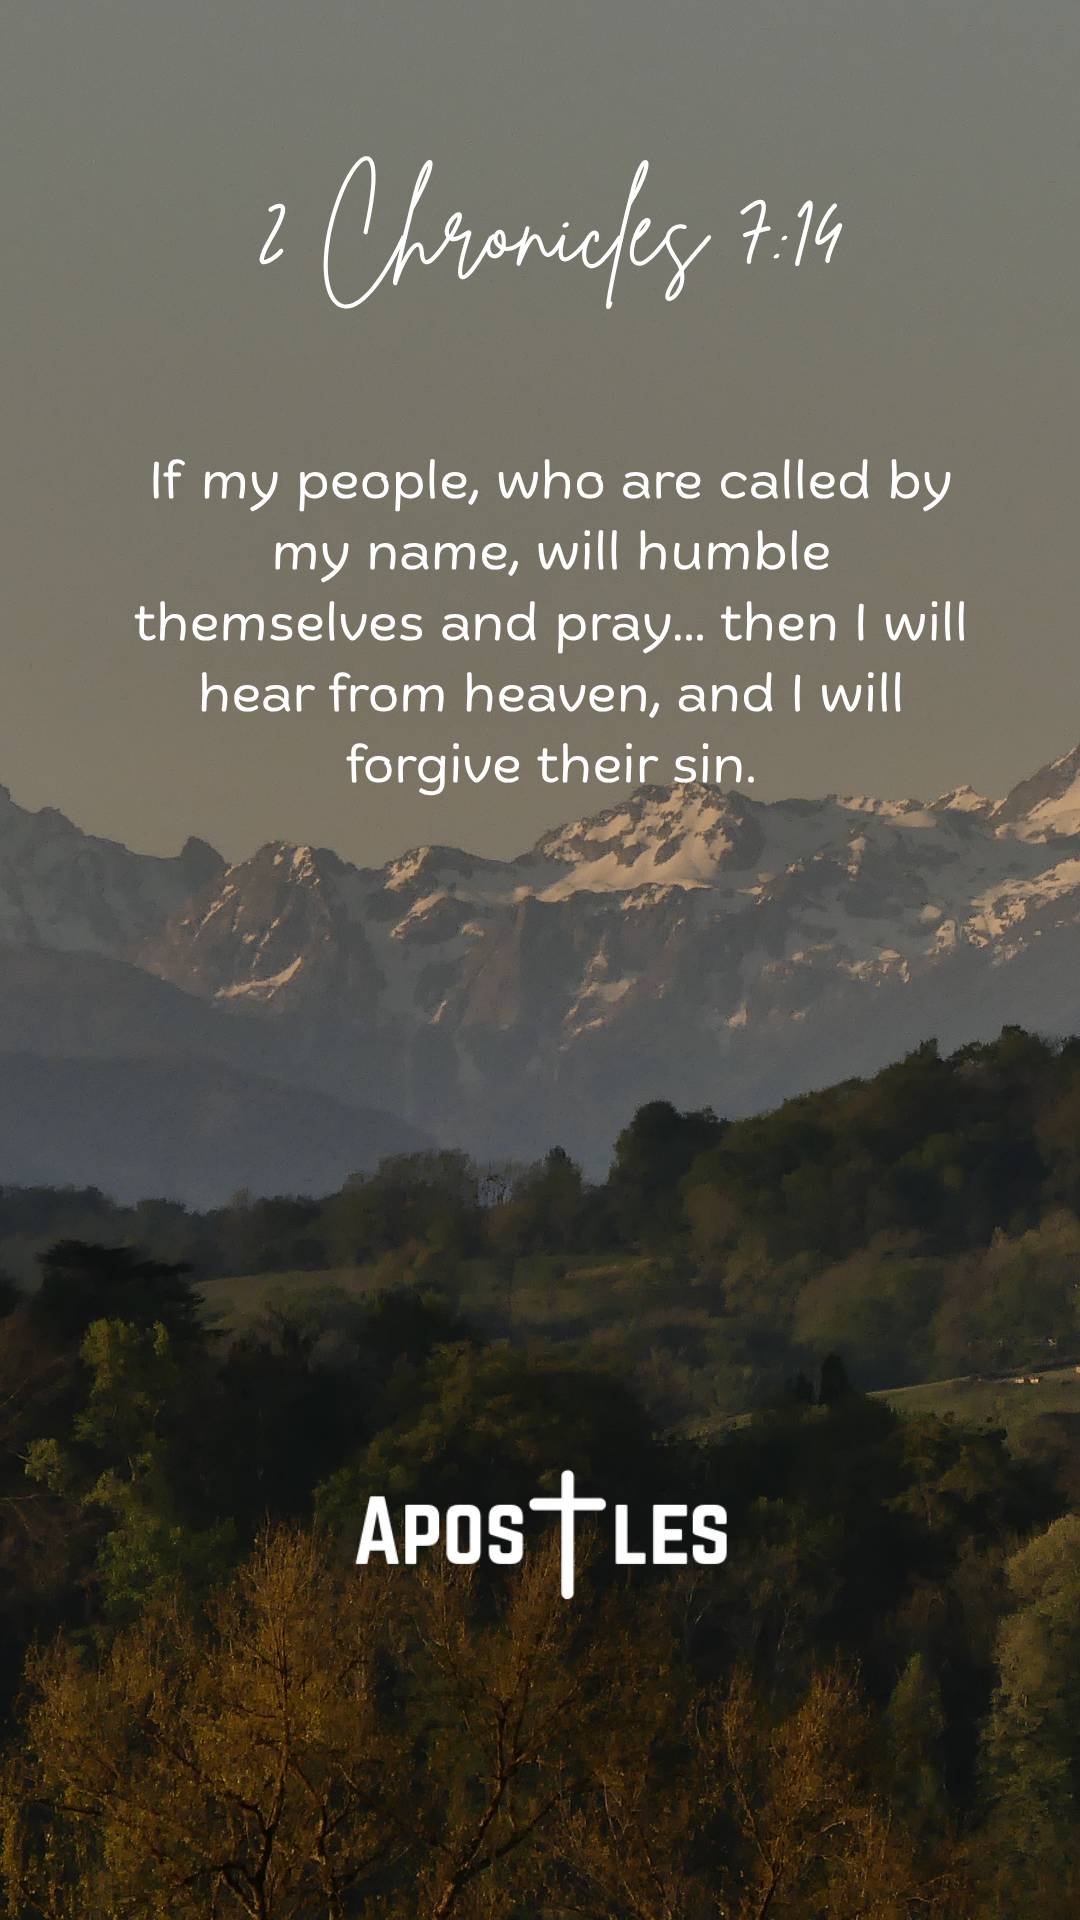 2 Chronicles 7:14
If my people, who are called by
my name, will humble
themselves and pray... then I will
hear from heaven, and I will
forgive their sin.
APOSTLES